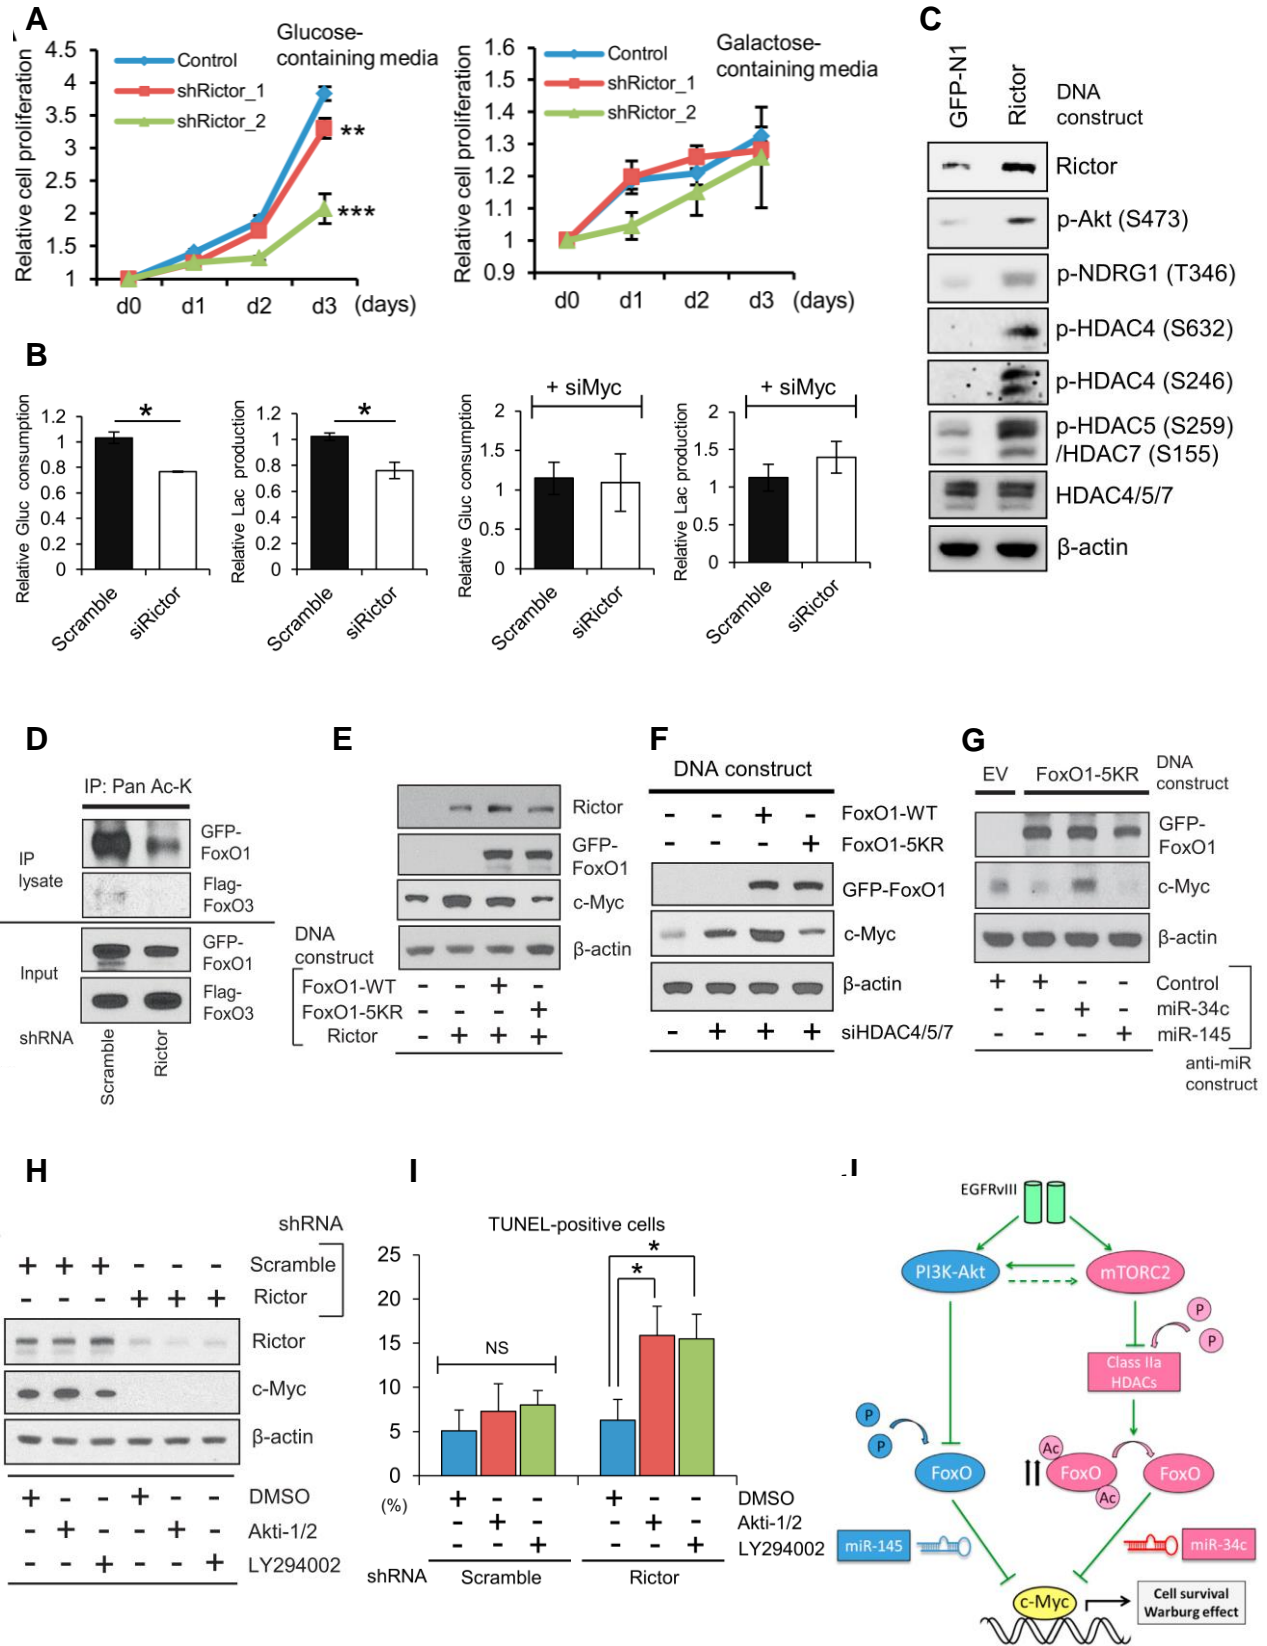 A
Relative cell proliferation
4.5
4
3.5
3
2.5
2
1.5
1
Control
shRictor_1
shRictor_2
Glucose-
containing media
**
***
d0 d1 d2 d3 (days)
Relative cell proliferation
1.6
1.5
1.4
1.3
1.2
1.1
1
0.9
Control
shRictor_1
shRictor_2
Galactose-
containing media
d0 d1 d2 d3 (days)
B
Relative Gluc consumption
1.2
1
0.8
0.6
0.4
0.2
0
*
Scramble
siRictor
Relative Lac production
1.2
1
0.8
0.6
0.4
0.2
0
*
Scramble
siRictor
+ siMyc
Relative Gluc consumption
2
1.5
1
0.5
0
Scramble
siRictor
+ siMyc
Relative Lac production
2
1.5
1
0.5
0
Scramble
siRictor
C
GFP-N1
Rictor
DNA
construct
Rictor
p-Akt (S473)
p-NDRG1 (T346)
p-HDAC4 (S632)
p-HDAC4 (S246)
p-HDAC5 (S259)
/HDAC7 (S155)
HDAC4/5/7
β-actin
D
IP: Pan Ac-K
IP
lysate
GFP-
FoxO1
Flag-
FoxO3
Input
GFP-
FoxO1
Flag-
FoxO3
shRNA
Scramble
Rictor
E
Rictor
GFP-
FoxO1
c-Myc
β-actin
DNA
construct
FoxO1-WT - - + -
FoxO1-5KR - - - +
Rictor - + + +
F
DNA construct
- - + - FoxO1-WT
- - - + FoxO1-5KR
GFP-FoxO1
c-Myc
β-actin
- + + + siHDAC4/5/7
G
EV FoxO1-5KR
DNA
construct
GFP-
FoxO1
c-Myc
β-actin
+ + - - Control
- - + - miR-34c
- - - + miR-145
anti-miR
construct
H
shRNA
+ + + - - - Scramble
- - - + + + Rictor
Rictor
c-Myc
β-actin
+ - - + - - DMSO
- + - - + - Akti-1/2
- - + - - + LY294002
I
TUNEL-positive cells
25
20
15
10
5
0
(%)
NS
*
*
+ - - + - - DMSO
- + - - + - Akti-1/2
- - + - - + LY294002
shRNA Scramble Rictor
J
EGFRvIII
PI3K-Akt
mTORC2
P
P
Class IIa
HDACs
P
P
FoxO
Ac
FoxO
Ac
FoxO
miR-145
miR-34c
c-Myc
Cell survival
Warburg effect